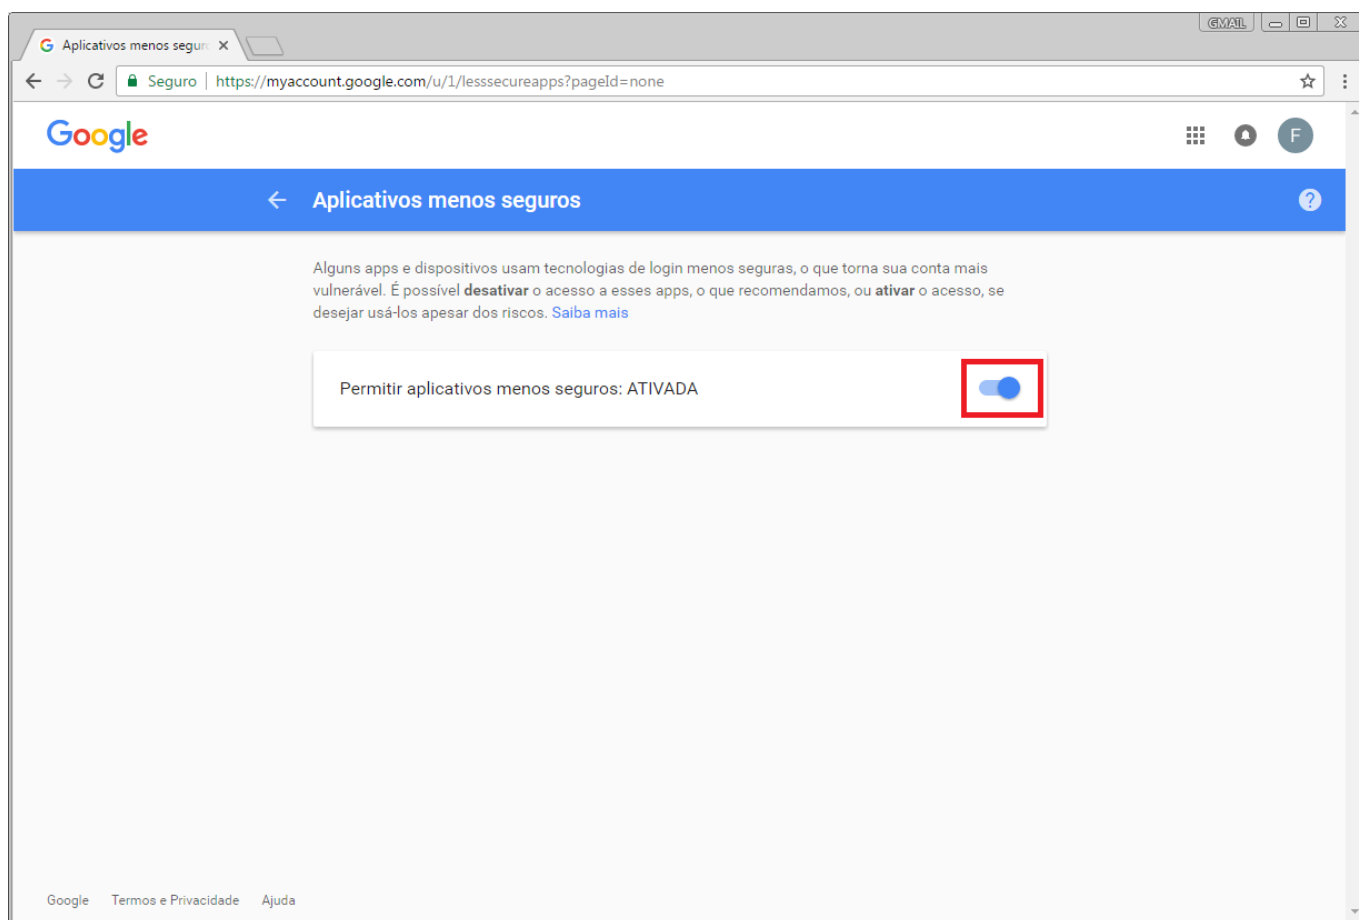 GMAIL
Aplicativos menos segur
Seguro https://myaccount.google.com/u/1/lesssecureapps?pageId=none
Google
F
Aplicativos menos seguros
?
Alguns apps e dispositivos usam tecnologias de login menos seguras, o que torna sua conta mais
vulnerável. É possível desativar o acesso a esses apps, o que recomendamos, ou ativar o acesso, se
desejar usá-los apesar dos riscos. Saiba mais
Permitir aplicativos menos seguros: ATIVADA
Google Termos e Privacidade Ajuda